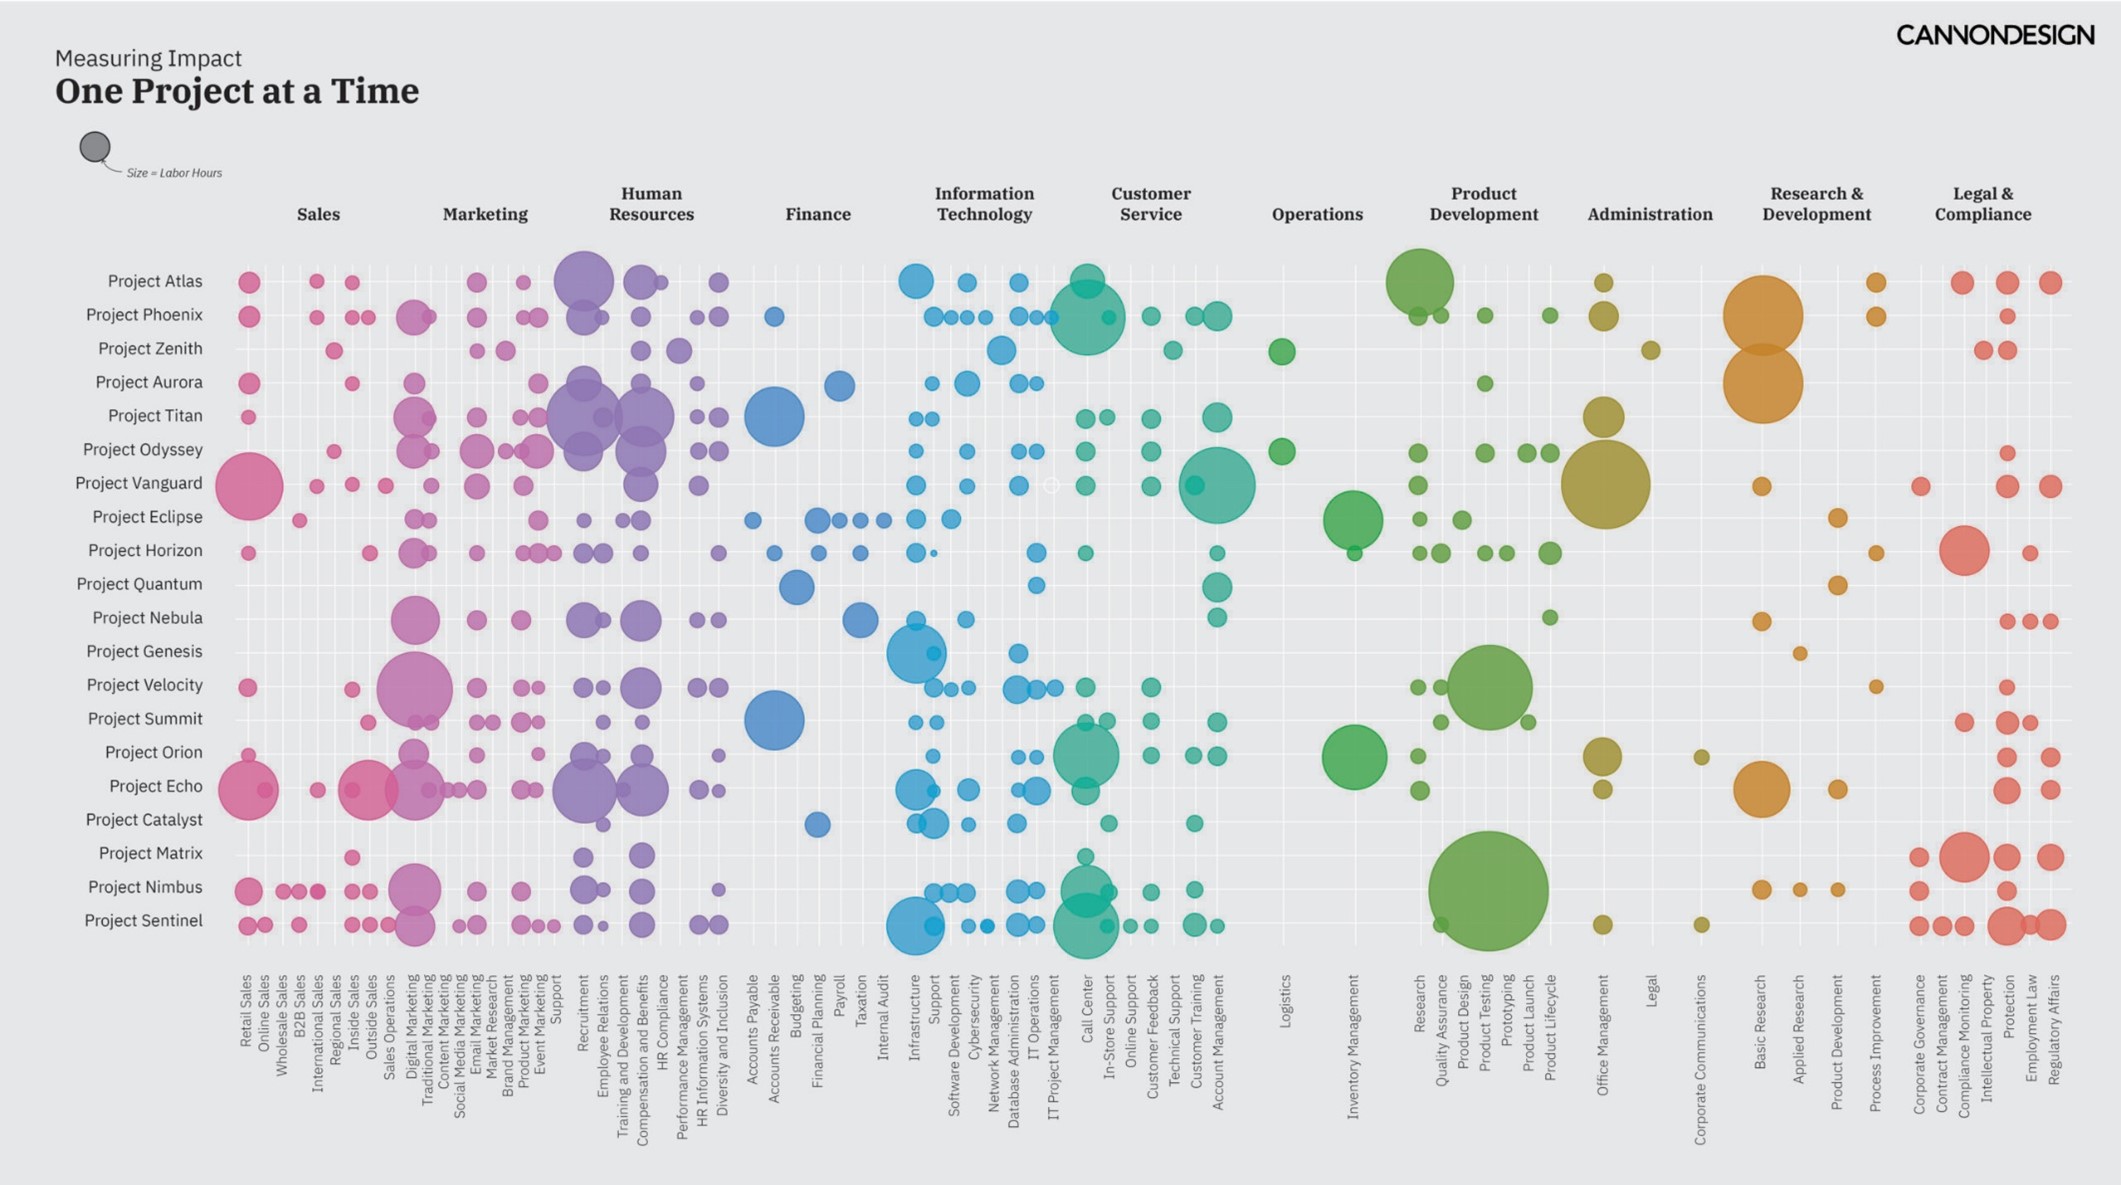 CANNONDESIGN
Measuring Impact
One Project at a Time
Size = Labor Hours
Sales
Marketing
Human
Resources
Finance
Information
Technology
Customer
Service
Operations
Product
Development
Administration
Research &
Development
Legal &
Compliance
Project Atlas
Project Phoenix
Project Zenith
Project Aurora
Project Titan
Project Odyssey
Project Vanguard
Project Eclipse
Project Horizon
Project Quantum
Project Nebula
Project Genesis
Project Velocity
Project Summit
Project Orion
Project Echo
Project Catalyst
Project Matrix
Project Nimbus
Project Sentinel
Retail Sales
Online Sales
Wholesale Sales
B2B Sales
International Sales
Regional Sales
Inside Sales
Outside Sales
Sales Operations
Digital Marketing
Traditional Marketing
Content Marketing
Social Media Marketing
Email Marketing
Market Research
Brand Management
Product Marketing
Event Marketing
Support
Recruitment
Employee Relations
Training and Development
Compensation and Benefits
HR Compliance
Performance Management
HR Information Systems
Diversity and Inclusion
Accounts Payable
Accounts Receivable
Budgeting
Financial Planning
Payroll
Taxation
Internal Audit
Infrastructure
Support
Software Development
Cybersecurity
Network Management
Database Administration
IT Operations
IT Project Management
Call Center
In-Store Support
Online Support
Customer Feedback
Technical Support
Customer Training
Account Management
Logistics
Inventory Management
Research
Quality Assurance
Product Design
Product Testing
Prototyping
Product Launch
Product Lifecycle
Office Management
Legal
Corporate Communications
Basic Research
Applied Research
Product Development
Process Improvement
Corporate Governance
Contract Management
Compliance Monitoring
Intellectual Property
Protection
Employment Law
Regulatory Affairs